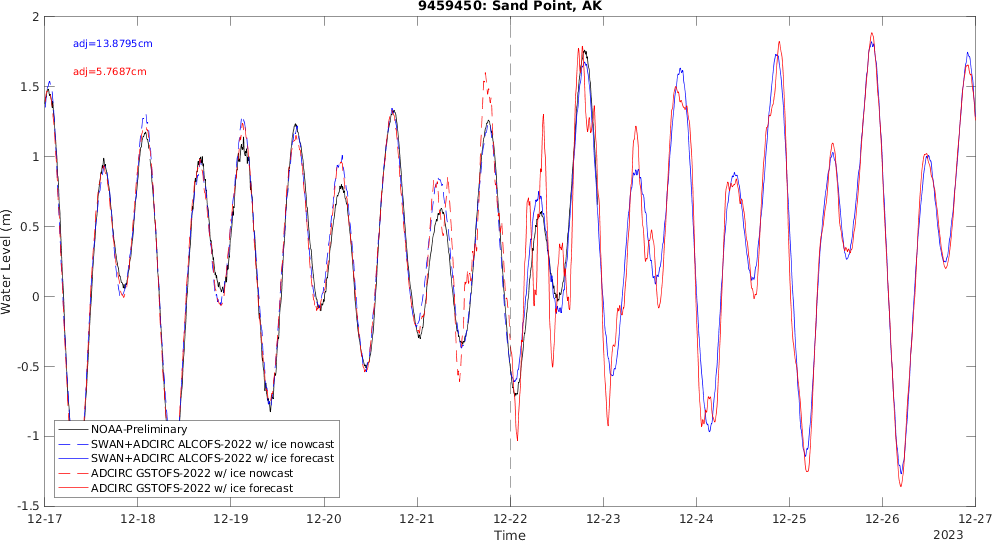 9459450: Sand Point, AK
adj=13.8795cm
adj=5.7687cm
Water Level (m)
2
1.5
1
0.5
0
-0.5
-1
-1.5
NOAA-Preliminary
SWAN+ADCIRC ALCOFS-2022 w/ ice nowcast
SWAN+ADCIRC ALCOFS-2022 w/ ice forecast
ADCIRC GSTOFS-2022 w/ ice nowcast
ADCIRC GSTOFS-2022 w/ ice forecast
12-17 12-18 12-19 12-20 12-21 12-22 12-23 12-24 12-25 12-26 12-27
Time
2023